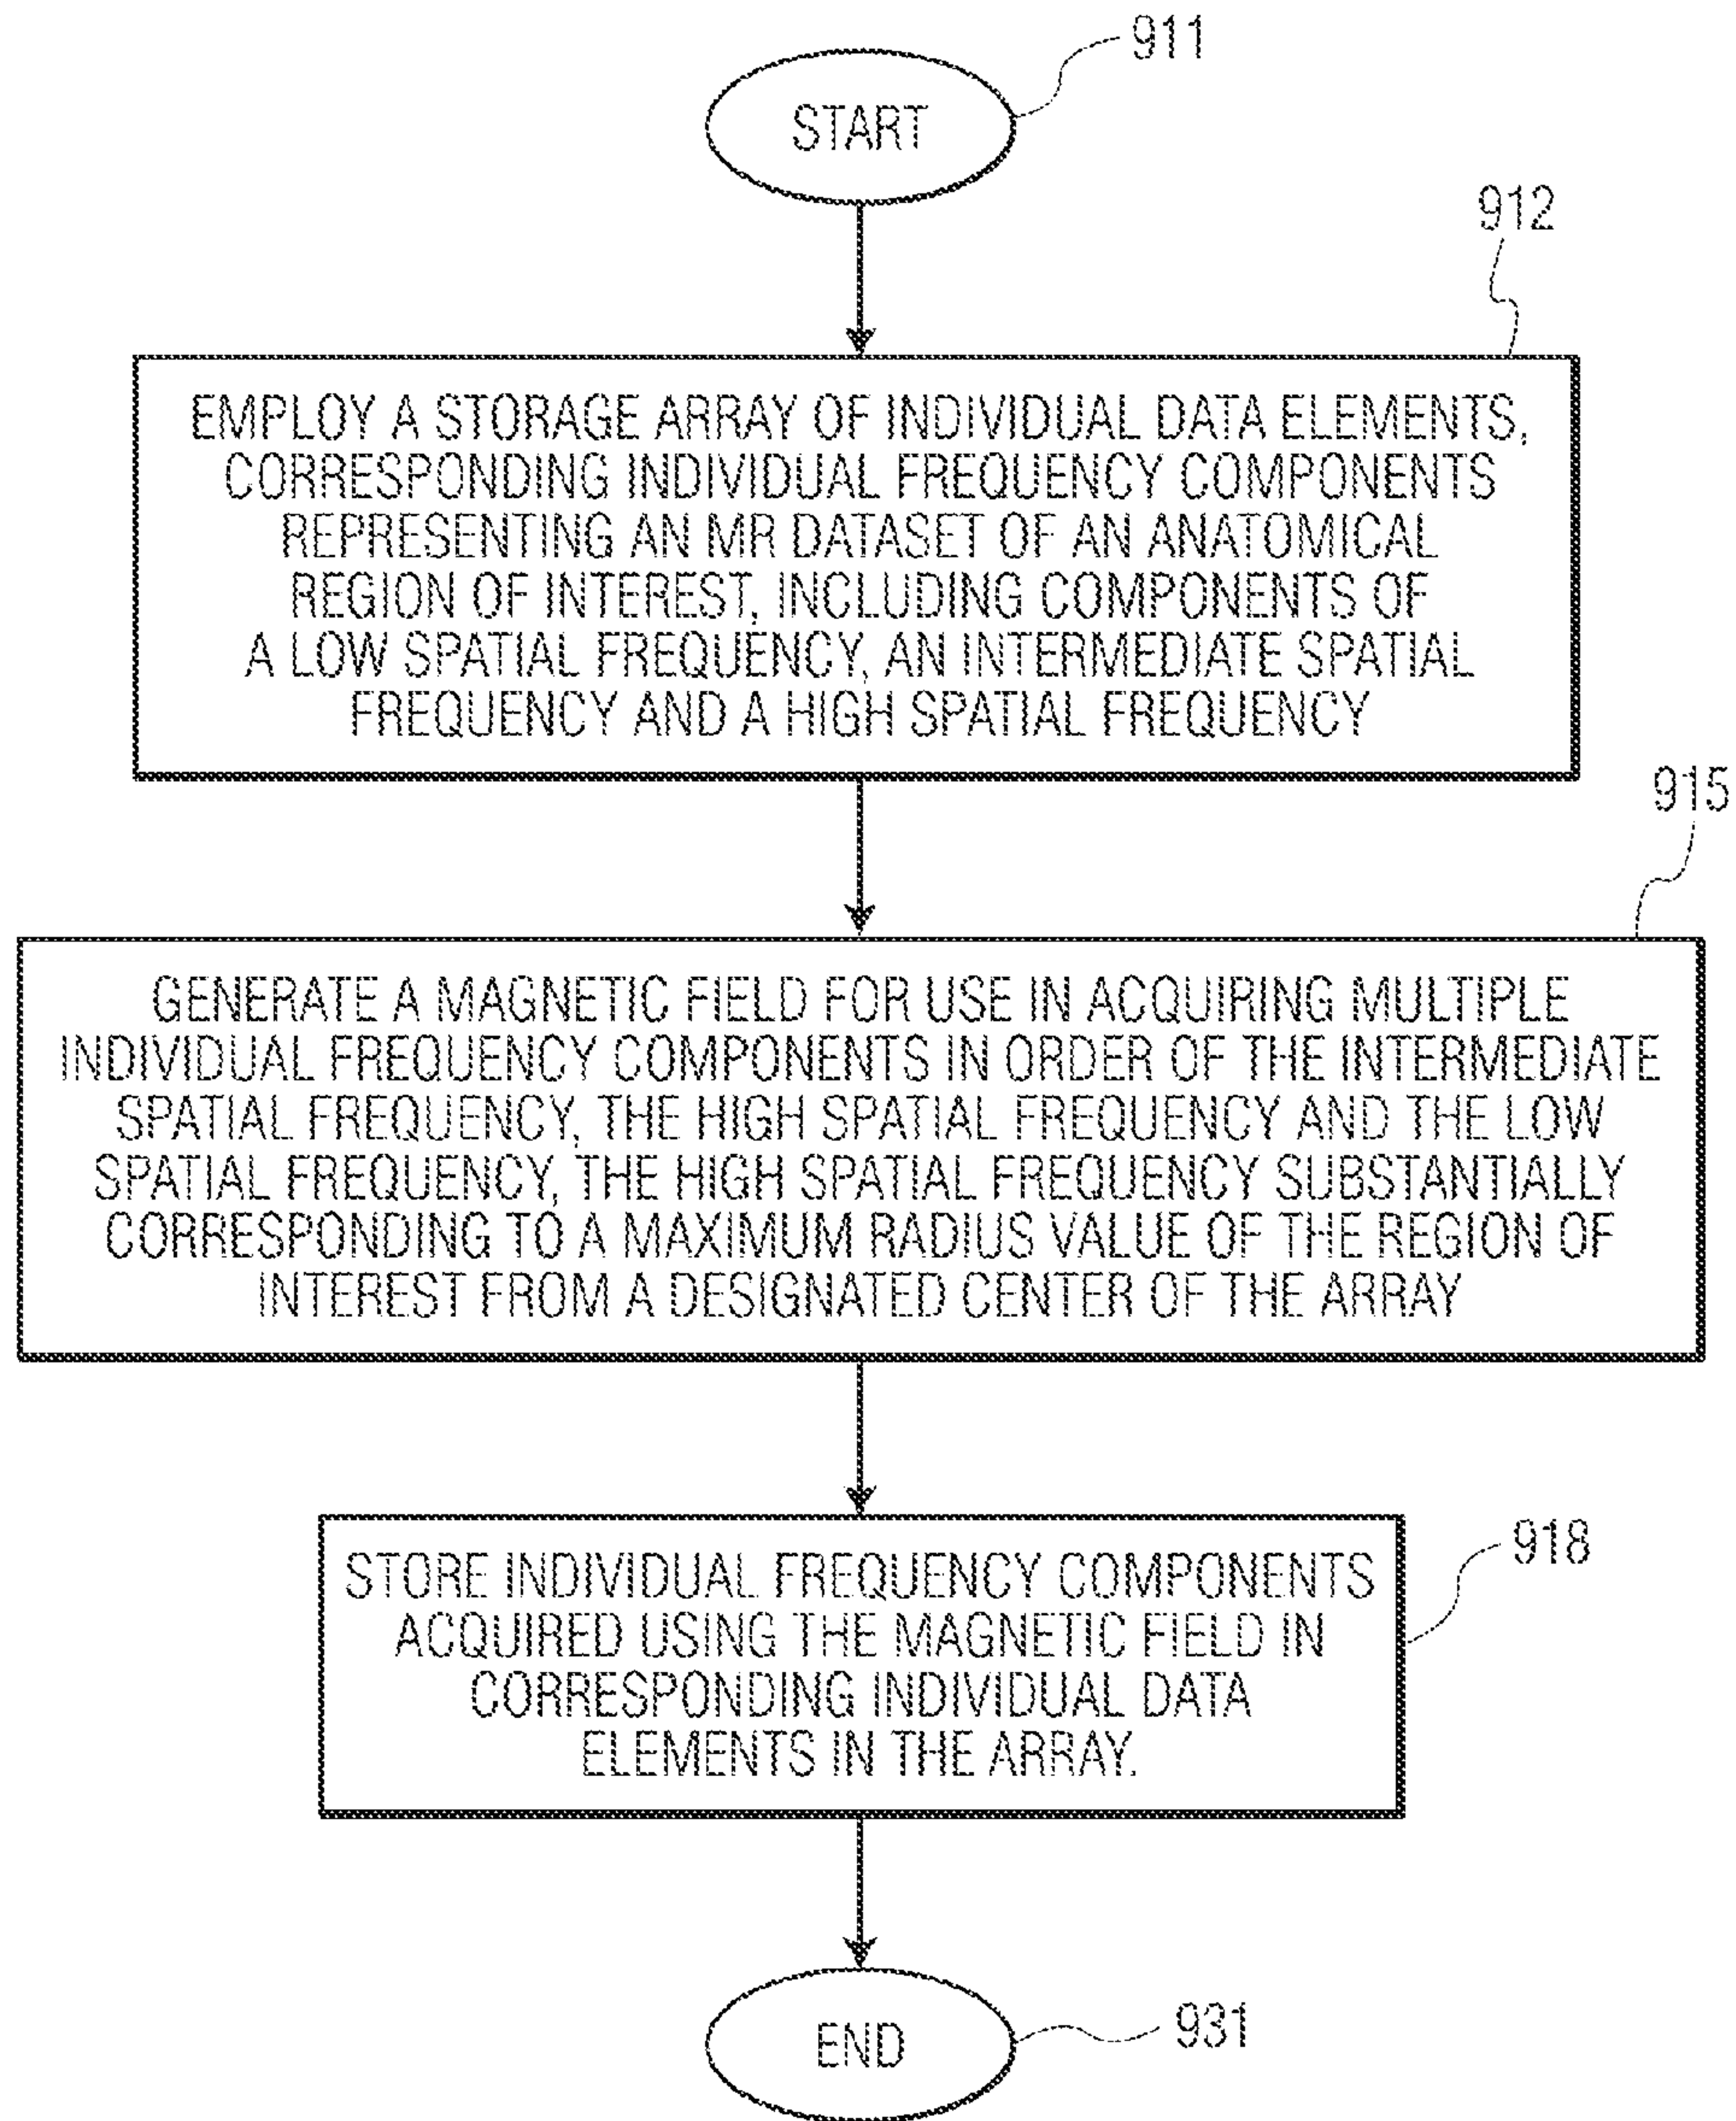 911
START
912
EMPLOY A STORAGE ARRAY OF INDIVIDUAL DATA ELEMENTS,
CORRESPONDING INDIVIDUAL FREQUENCY COMPONENTS
REPRESENTING AN MR DATASET OF AN ANATOMICAL
REGION OF INTEREST, INCLUDING COMPONENTS OF
A LOW SPATIAL FREQUENCY, AN INTERMEDIATE SPATIAL
FREQUENCY AND A HIGH SPATIAL FREQUENCY
915
GENERATE A MAGNETIC FIELD FOR USE IN ACQUIRING MULTIPLE
INDIVIDUAL FREQUENCY COMPONENTS IN ORDER OF THE INTERMEDIATE
SPATIAL FREQUENCY, THE HIGH SPATIAL FREQUENCY AND THE LOW
SPATIAL FREQUENCY, THE HIGH SPATIAL FREQUENCY SUBSTANTIALLY
CORRESPONDING TO A MAXIMUM RADIUS VALUE OF THE REGION OF
INTEREST FROM A DESIGNATED CENTER OF THE ARRAY
918
STORE INDIVIDUAL FREQUENCY COMPONENTS
ACQUIRED USING THE MAGNETIC FIELD IN
CORRESPONDING INDIVIDUAL DATA
ELEMENTS IN THE ARRAY.
931
END